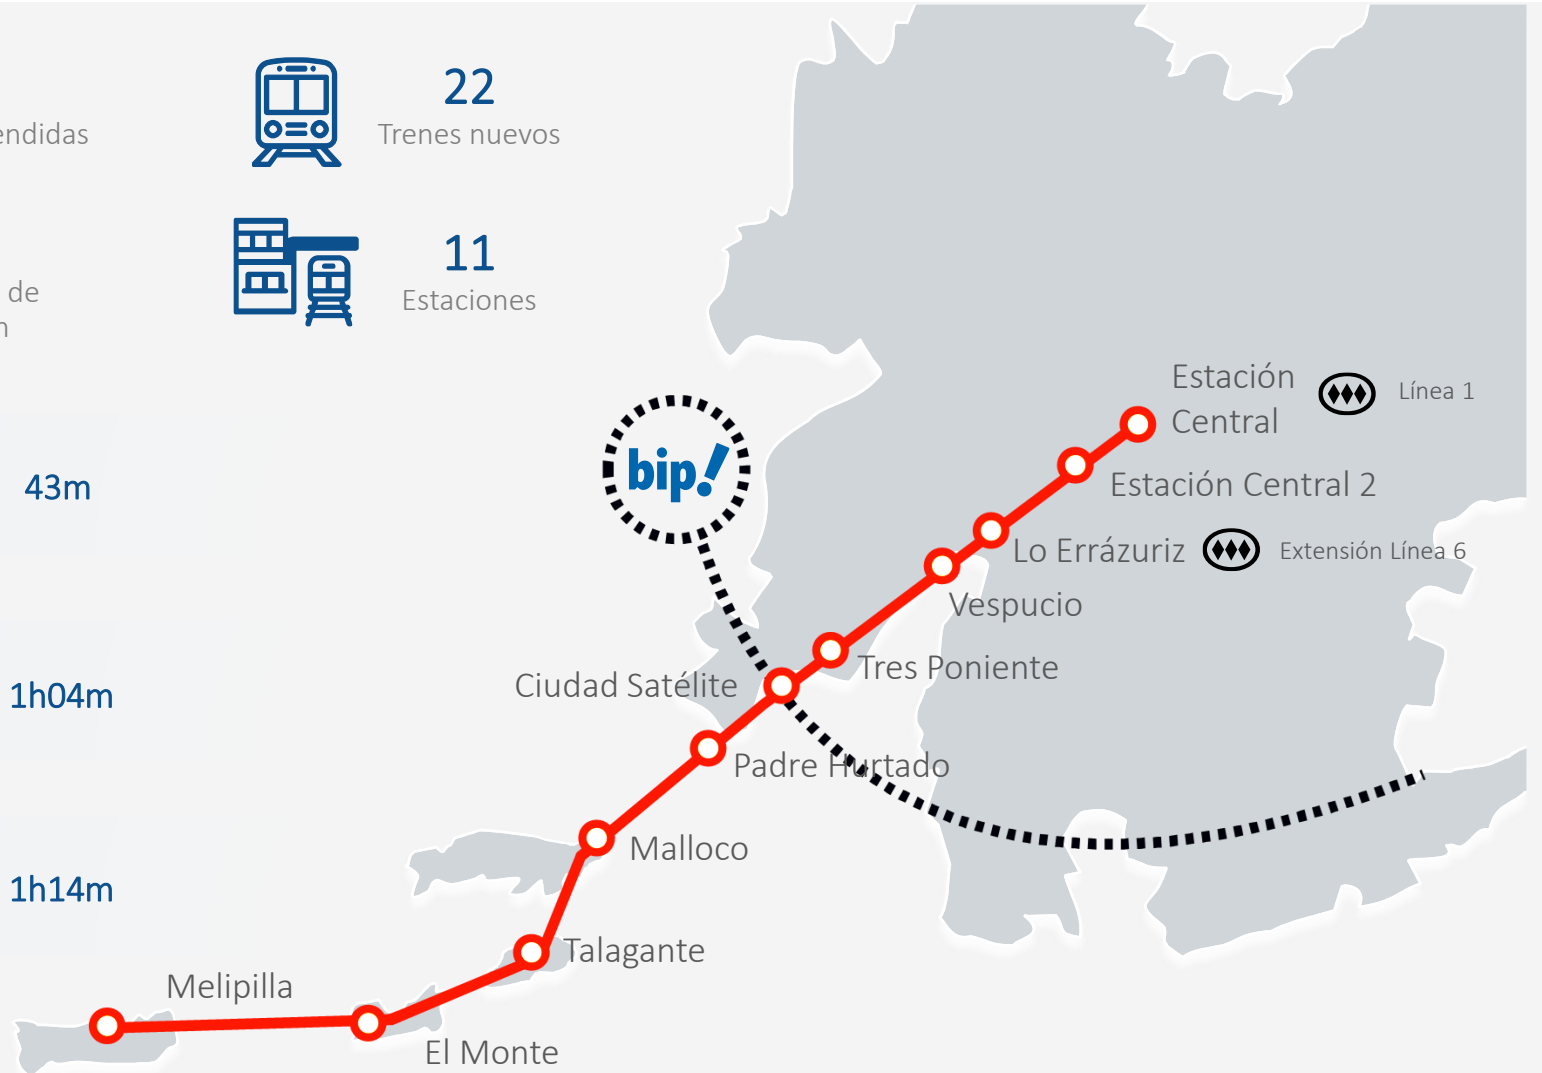 22
Trenes nuevos
11
Estaciones
de
43m
1h04m
1h14m
bip!
Estación
Central
Línea 1
Estación Central 2
Lo Errázuriz
Extensión Línea 6
Vespucio
Tres Poniente
Ciudad Satélite
Padre Hurtado
Malloco
Talagante
Melipilla
El Monte